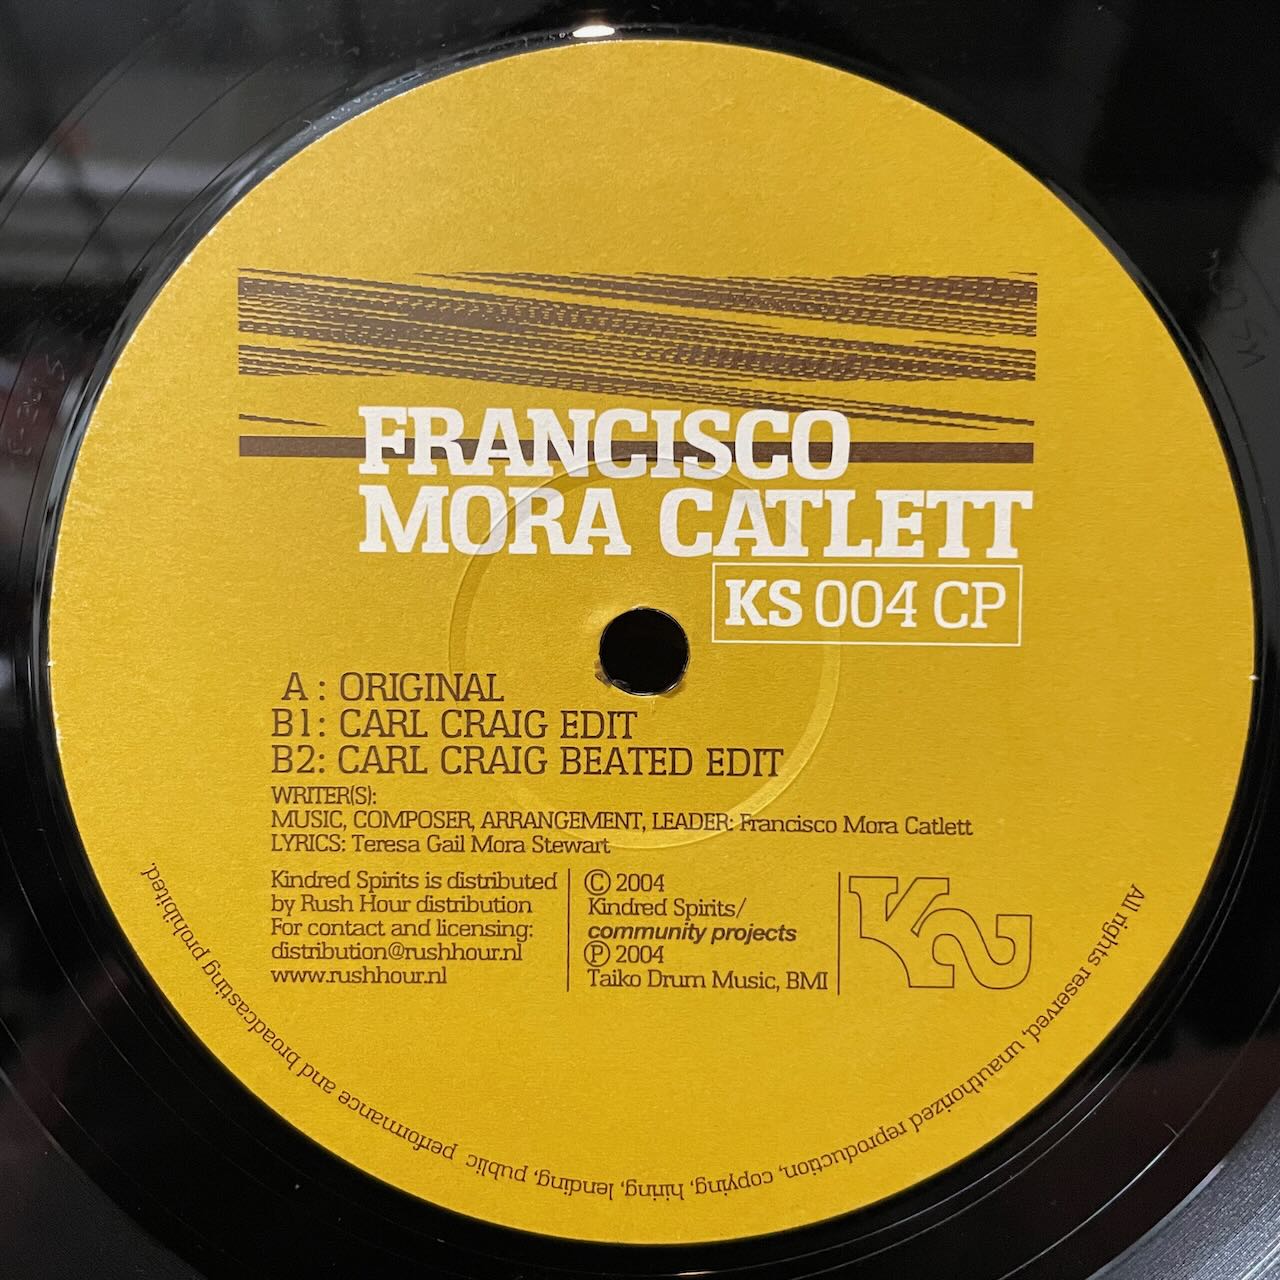 FRANCISCO
MORA CATLETT
KS 004 CP
A : ORIGINAL
B1: CARL CRAIG EDIT
B2: CARL CRAIG BEATED EDIT
WRITER(S):
MUSIC, COMPOSER, ARRANGEMENT, LEADER: Francisco Mora Catlett
LYRICS: Teresa Gail Mora Stewart
Kindred Spirits is distributed
by Rush Hour distribution
For contact and licensing:
distribution@rushhour.nl
www.rushhour.nl
© 2004
Kindred Spirits/
community projects
℗ 2004
Taiko Drum Music, BMI
KS
All rights reserved, unauthorized reproduction, copying, hiring, lending, public performance and broadcasting prohibited.